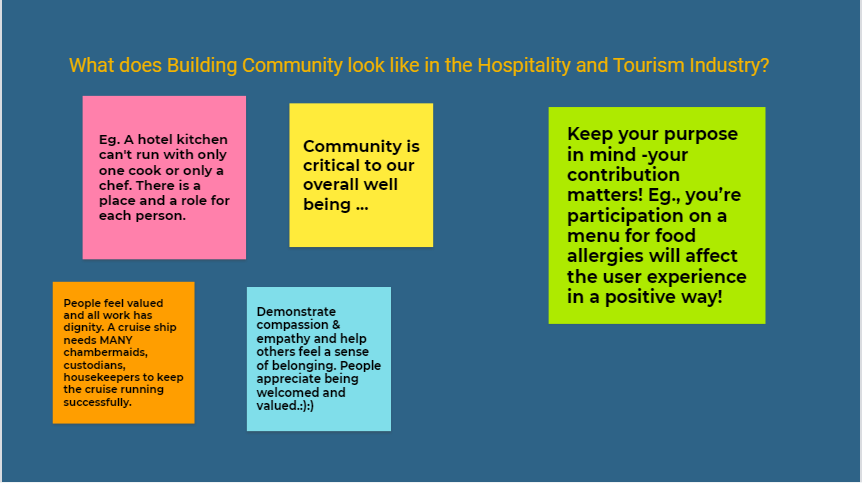 What does Building Community look like in the Hospitality and Tourism Industry?
Eg. A hotel kitchen
can't run with only
one cook or only a
chef. There is a
place and a role for
each person.
Community is
critical to our
overall well
being ...
Keep your purpose
in mind -your
contribution
matters! Eg., you’re
participation on a
menu for food
allergies will affect
the user experience
in a positive way!
People feel valued
and all work has
dignity. A cruise ship
needs MANY
chambermaids,
custodians,
housekeepers to keep
the cruise running
successfully.
Demonstrate
compassion &
empathy and help
others feel a sense
of belonging. People
appreciate being
welcomed and
valued.:):)